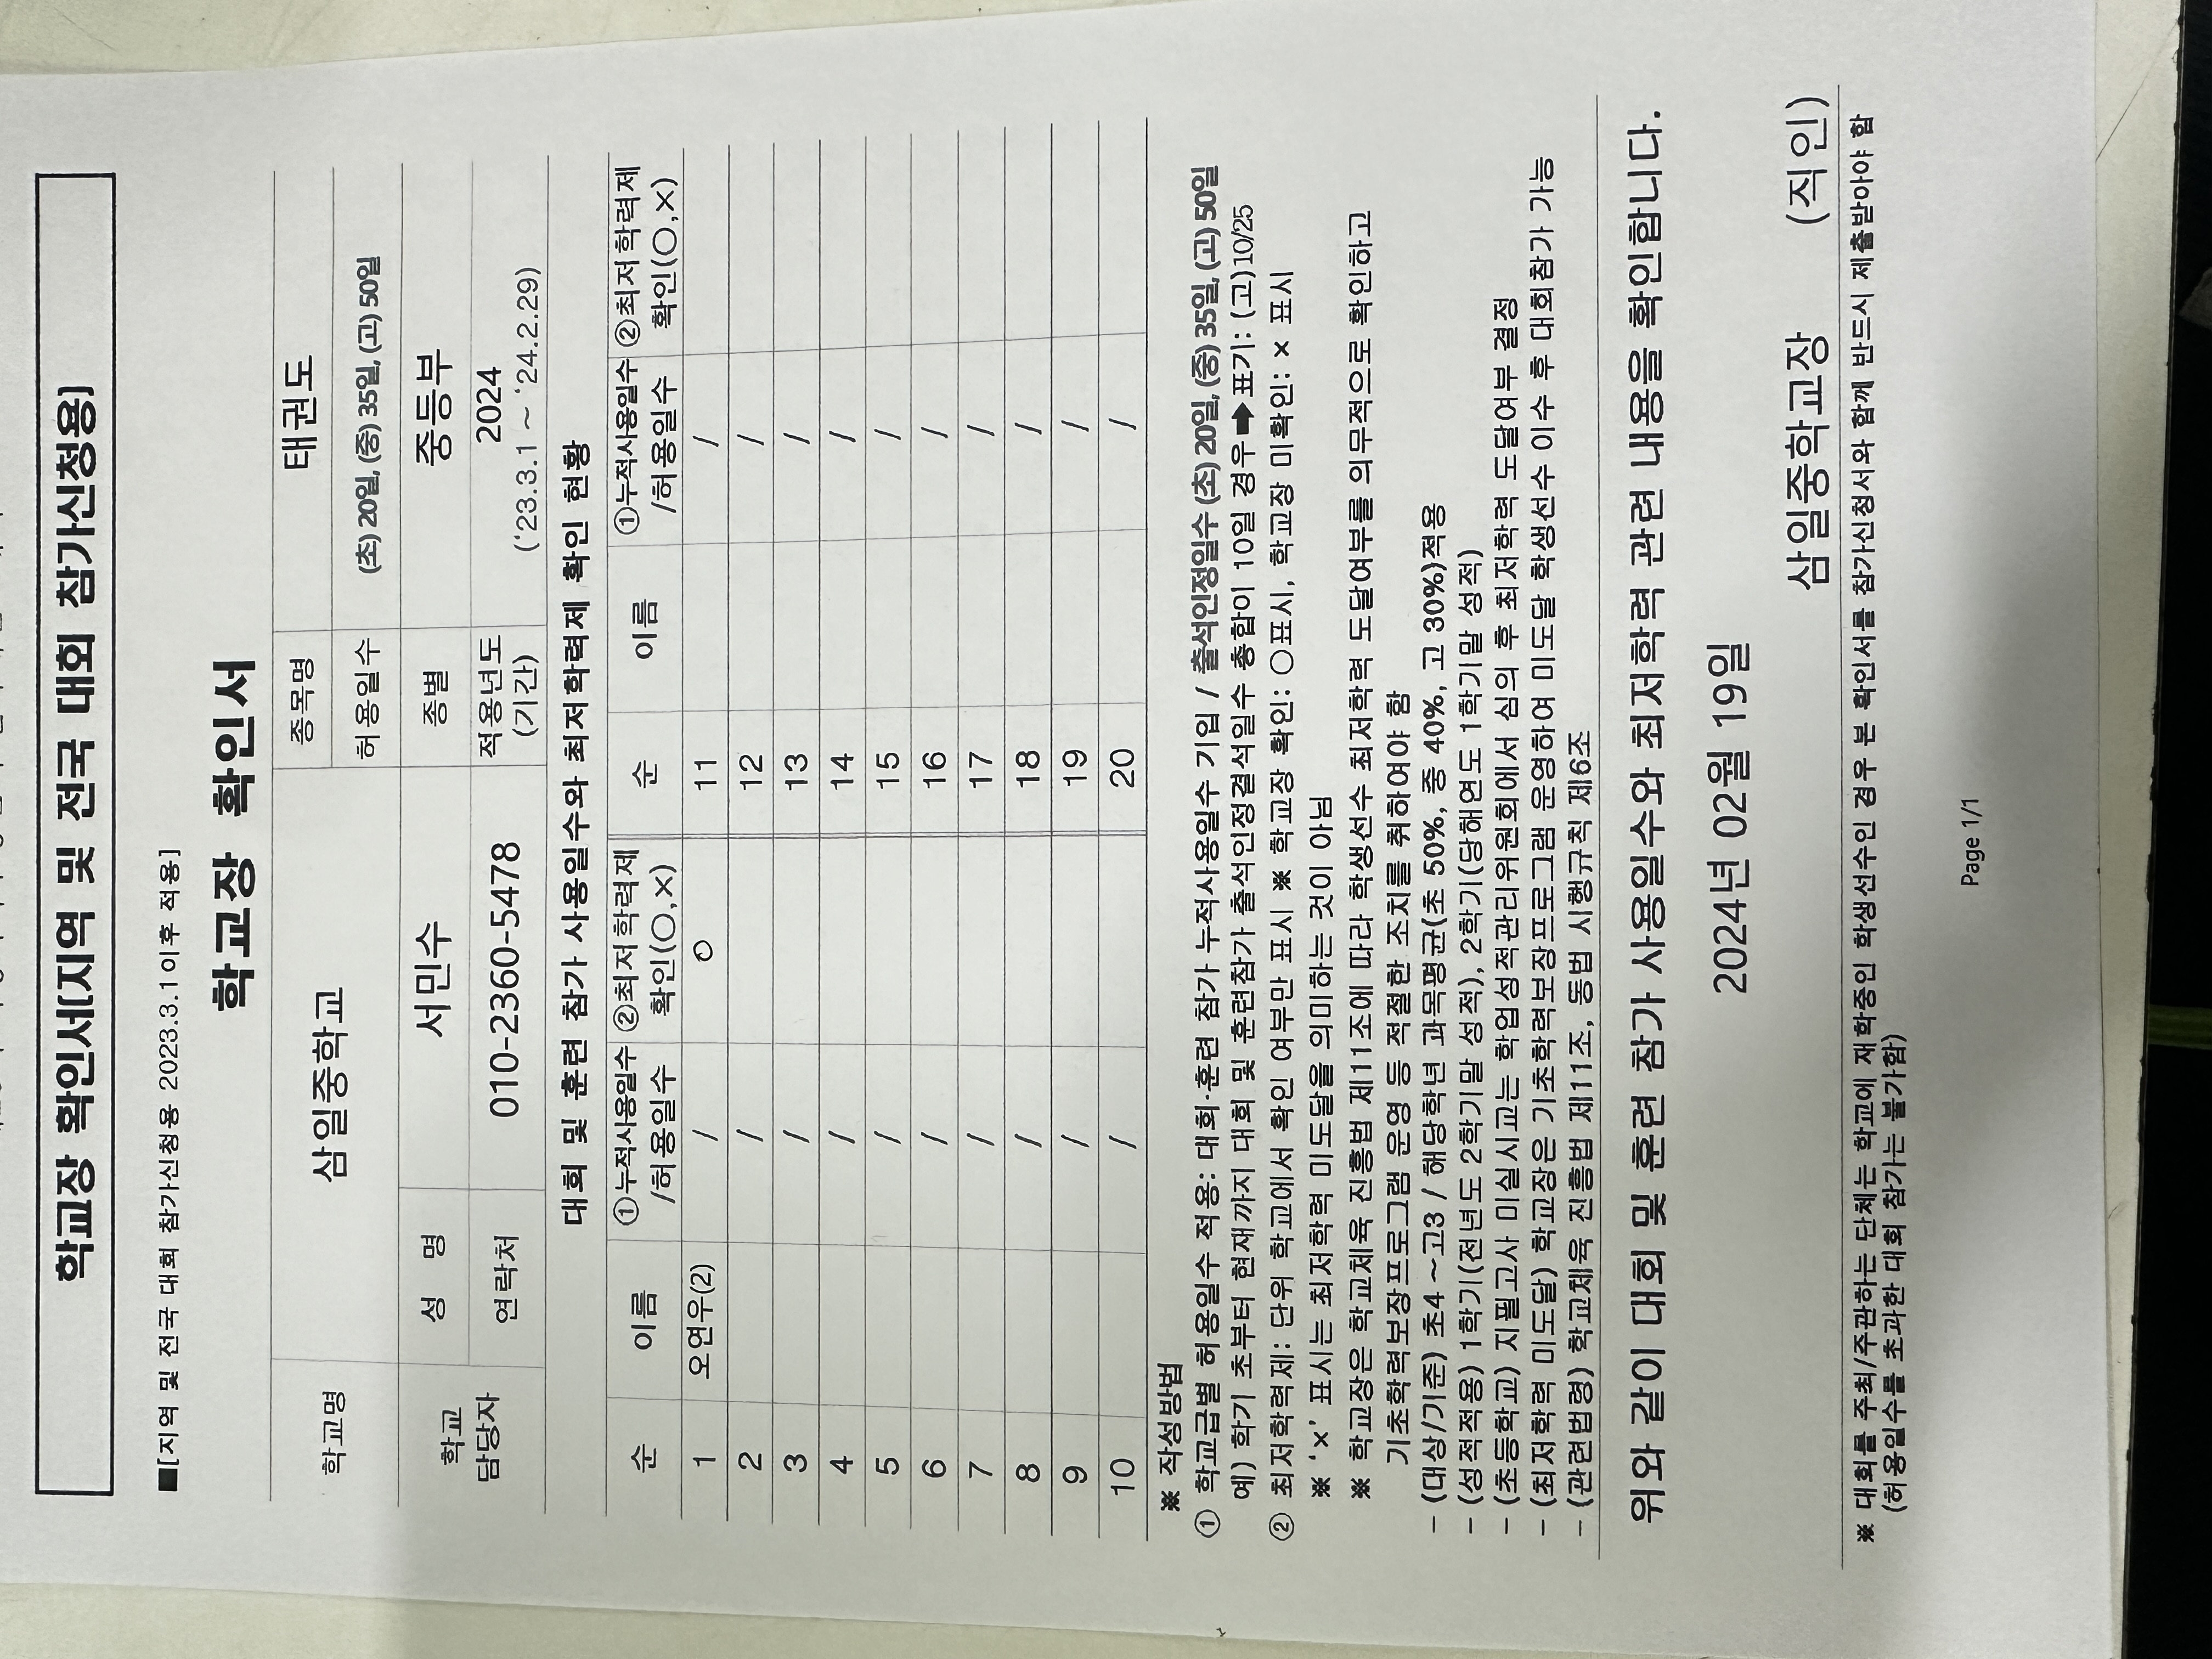 학교장 확인서[지역 및 전국 대회 참가신청용]
■[지역 및 전국 대회 참가신청용 2023.3.1이후 적용]
학교장 확인서
학교명 삼일중학교 종목명 태권도
허용일수 (초) 20일, (중) 35일, (고) 50일
학교 담당자 성 명 서민수 종별 중등부
연락처 010-2360-5478 적용년도 (기간) 2024 ('23.3.1 ~ '24.2.29)
대회 및 훈련 참가 사용일수와 최저학력제 확인 현황
순 이름 ①누적사용일수 /허용일수 ②최저학력제 확인(○,×) 순 이름 ①누적사용일수 /허용일수 ②최저학력제 확인(○,×)
1 오연우(2) / ○ 11 /
2 / 12 /
3 / 13 /
4 / 14 /
5 / 15 /
6 / 16 /
7 / 17 /
8 / 18 /
9 / 19 /
10 / 20 /
※ 작성방법
① 학교급별 허용일수 적용: 대회·훈련 참가 누적사용일수 기입 / 출석인정일수 (초) 20일, (중) 35일, (고) 50일
예) 학기 초부터 현재까지 대회 및 훈련참가 출석인정결석일수 총합이 10일 경우 ➡ 표기: (고)10/25
② 최저학력제: 단위 학교에서 확인 여부만 표시 ※ 학교장 확인: ○표시, 학교장 미확인: × 표시
※ '×' 표시는 최저학력 미도달을 의미하는 것이 아님
※ 학교장은 학교체육 진흥법 제11조에 따라 학생선수 최저학력 도달여부를 의무적으로 확인하고
기초학력보장프로그램 운영 등 적절한 조치를 취하여야 함
- (대상/기준) 초4 ~고3 / 해당학년 과목평균(초 50%, 중 40%, 고 30%)적용
- (성적적용) 1학기(전년도 2학기말 성적), 2학기(당해연도 1학기말 성적)
- (초등학교) 지필고사 미실시교는 학업성적관리위원회에서 심의 후 최저학력 도달여부 결정
- (최저학력 미도달) 학교장은 기초학력보장프로그램 운영하여 미도달 학생선수 이수 후 대회참가 가능
- (관련법령) 학교체육 진흥법 제11조, 동법 시행규칙 제6조
위와 같이 대회 및 훈련 참가 사용일수와 최저학력 관련 내용을 확인합니다.
2024년 02월 19일
삼일중학교장 (직인)
※ 대회를 주최/주관하는 단체는 학교에 재학중인 학생선수인 경우 본 확인서를 참가신청서와 함께 반드시 제출받아야 함
(허용일수를 초과한 대회 참가는 불가함)
Page 1/1